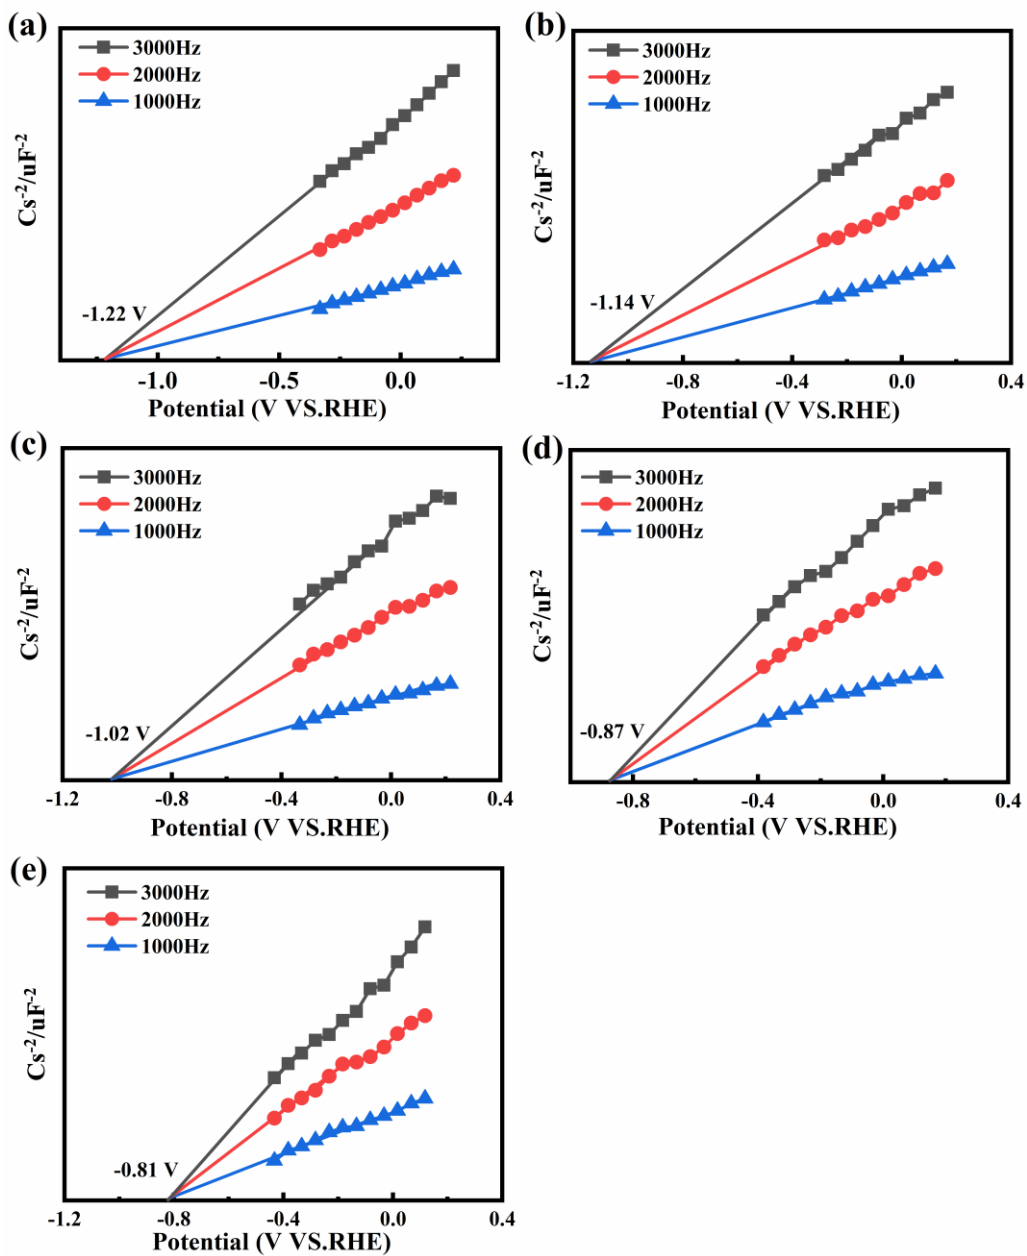 (a)
3000Hz
2000Hz
1000Hz
Cs-2/uF-2
-1.22 V
-1.0 -0.5 0.0
Potential (V VS.RHE)
(b)
3000Hz
2000Hz
1000Hz
Cs-2/uF-2
-1.14 V
-1.2 -0.8 -0.4 0.0 0.4
Potential (V VS.RHE)
(c)
3000Hz
2000Hz
1000Hz
Cs-2/uF-2
-1.02 V
-1.2 -0.8 -0.4 0.0 0.4
Potential (V VS.RHE)
(d)
3000Hz
2000Hz
1000Hz
Cs-2/uF-2
-0.87 V
-0.8 -0.4 0.0 0.4
Potential (V VS.RHE)
(e)
3000Hz
2000Hz
1000Hz
Cs-2/uF-2
-0.81 V
-1.2 -0.8 -0.4 0.0 0.4
Potential (V VS.RHE)